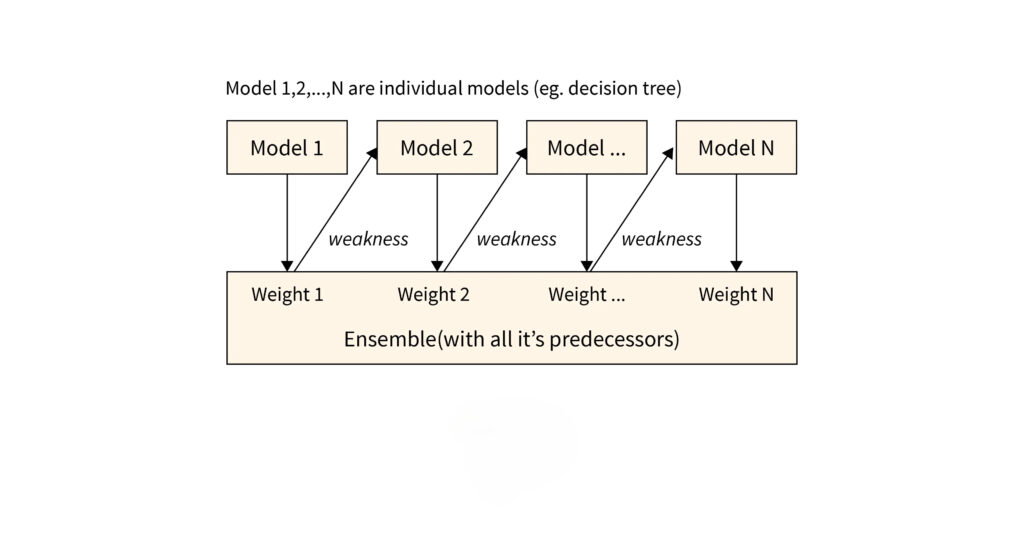 Model 1,2,...,N are individual models (eg. decision tree)
Model 1
Model 2
Model ...
Model N
weakness
weakness
weakness
Weight 1
Weight 2
Weight ...
Weight N
Ensemble(with all it’s predecessors)